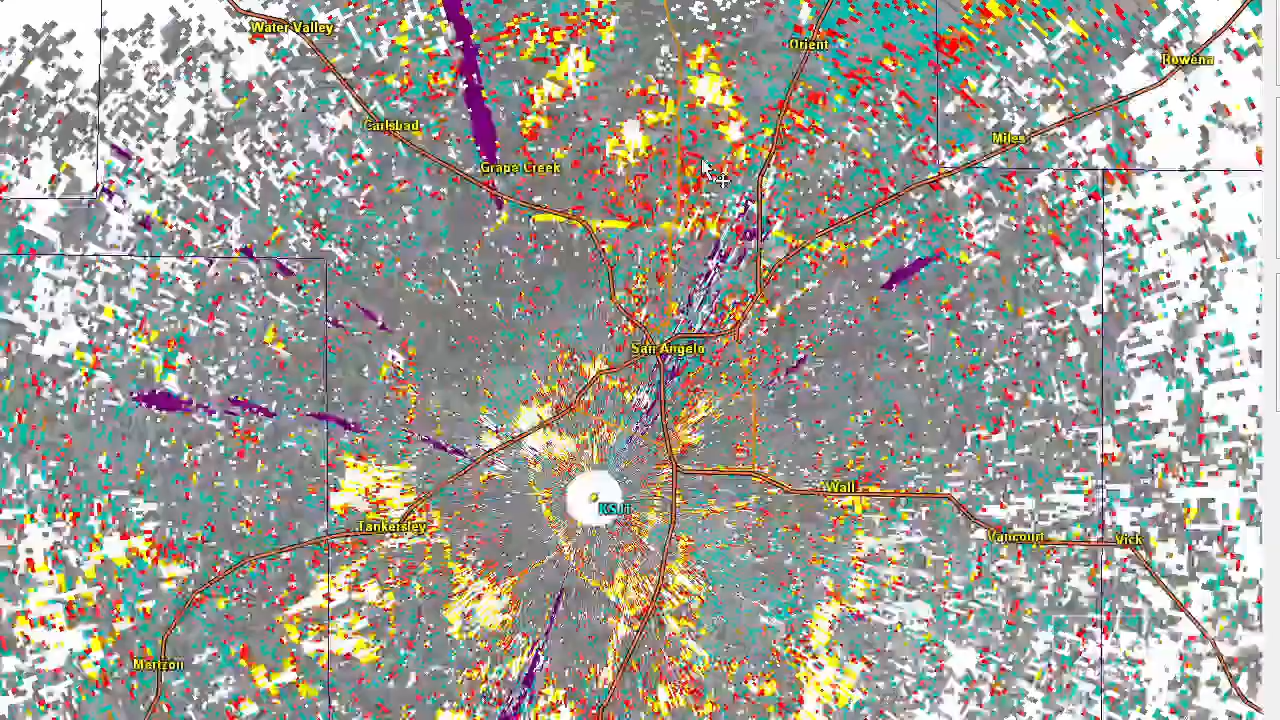 Water Valley
Orient
Rowena
Carlsbad
Miles
Grape Creek
San Angelo
Wall
KSJT
Tankersley
Vancourt
Vick
Mertzon